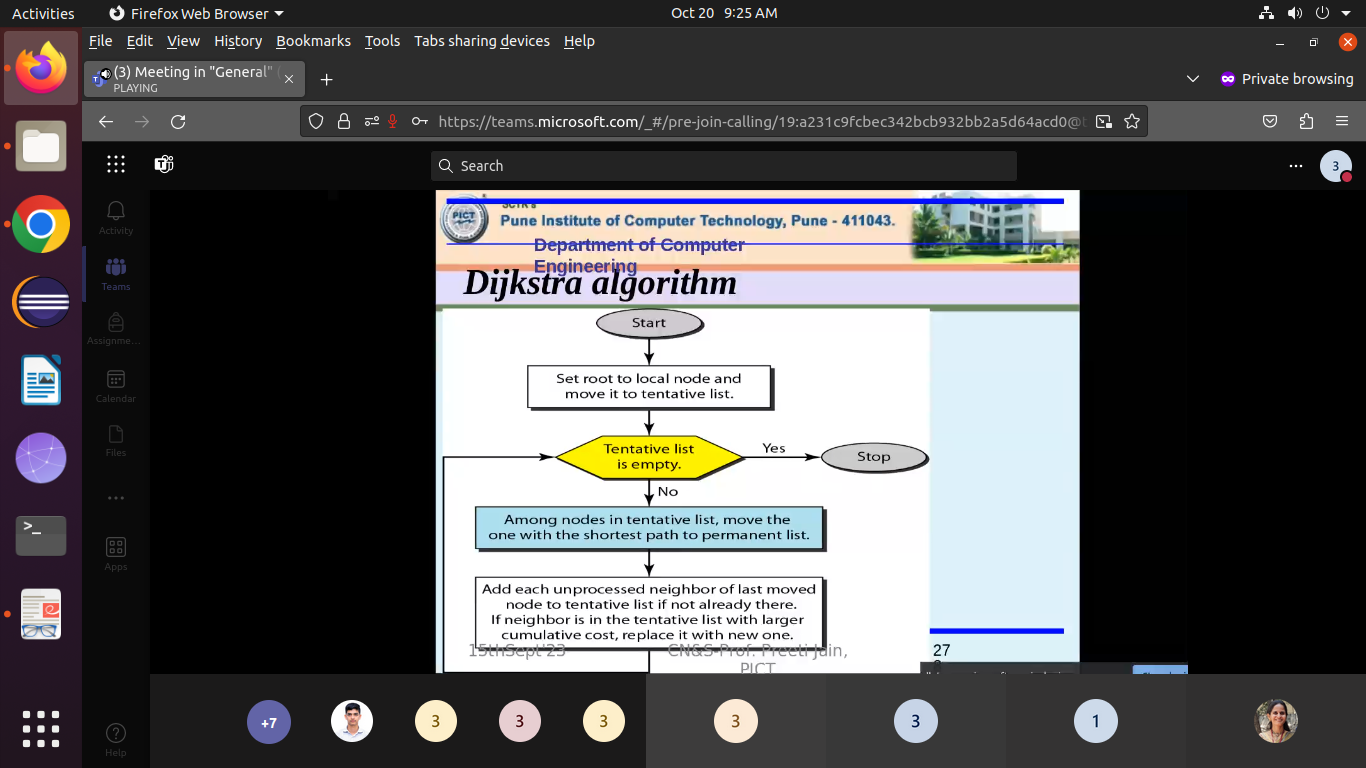 Activities
Firefox Web Browser
Oct 20 9:25 AM
File Edit View History Bookmarks Tools Tabs sharing devices Help
(3) Meeting in "General"
PLAYING
Private browsing
https://teams.microsoft.com/_#/pre-join-calling/19:a231c9fcbec342bcb932bb2a5d64acd0@t
Search
3
Activity
Teams
Assignme...
Calendar
Files
Apps
Help
SCTR's
PICT
Pune Institute of Computer Technology, Pune - 411043.
Department of Computer
Engineering
Dijkstra algorithm
Start
Set root to local node and
move it to tentative list.
Tentative list
is empty.
Yes
Stop
No
Among nodes in tentative list, move the
one with the shortest path to permanent list.
Add each unprocessed neighbor of last moved
node to tentative list if not already there.
If neighbor is in the tentative list with larger
cumulative cost, replace it with new one.
15thSept'23
CN&S-Prof. Preeti Jain,
PICT
27
+7
3
3
3
3
3
1